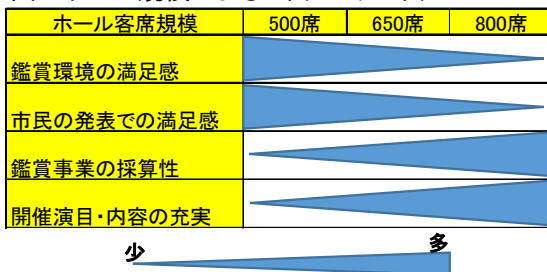 ホール客席規模 500席 650席 800席
鑑賞環境の満足感
市民の発表での満足感
鑑賞事業の採算性
開催演目・内容の充実
少 多